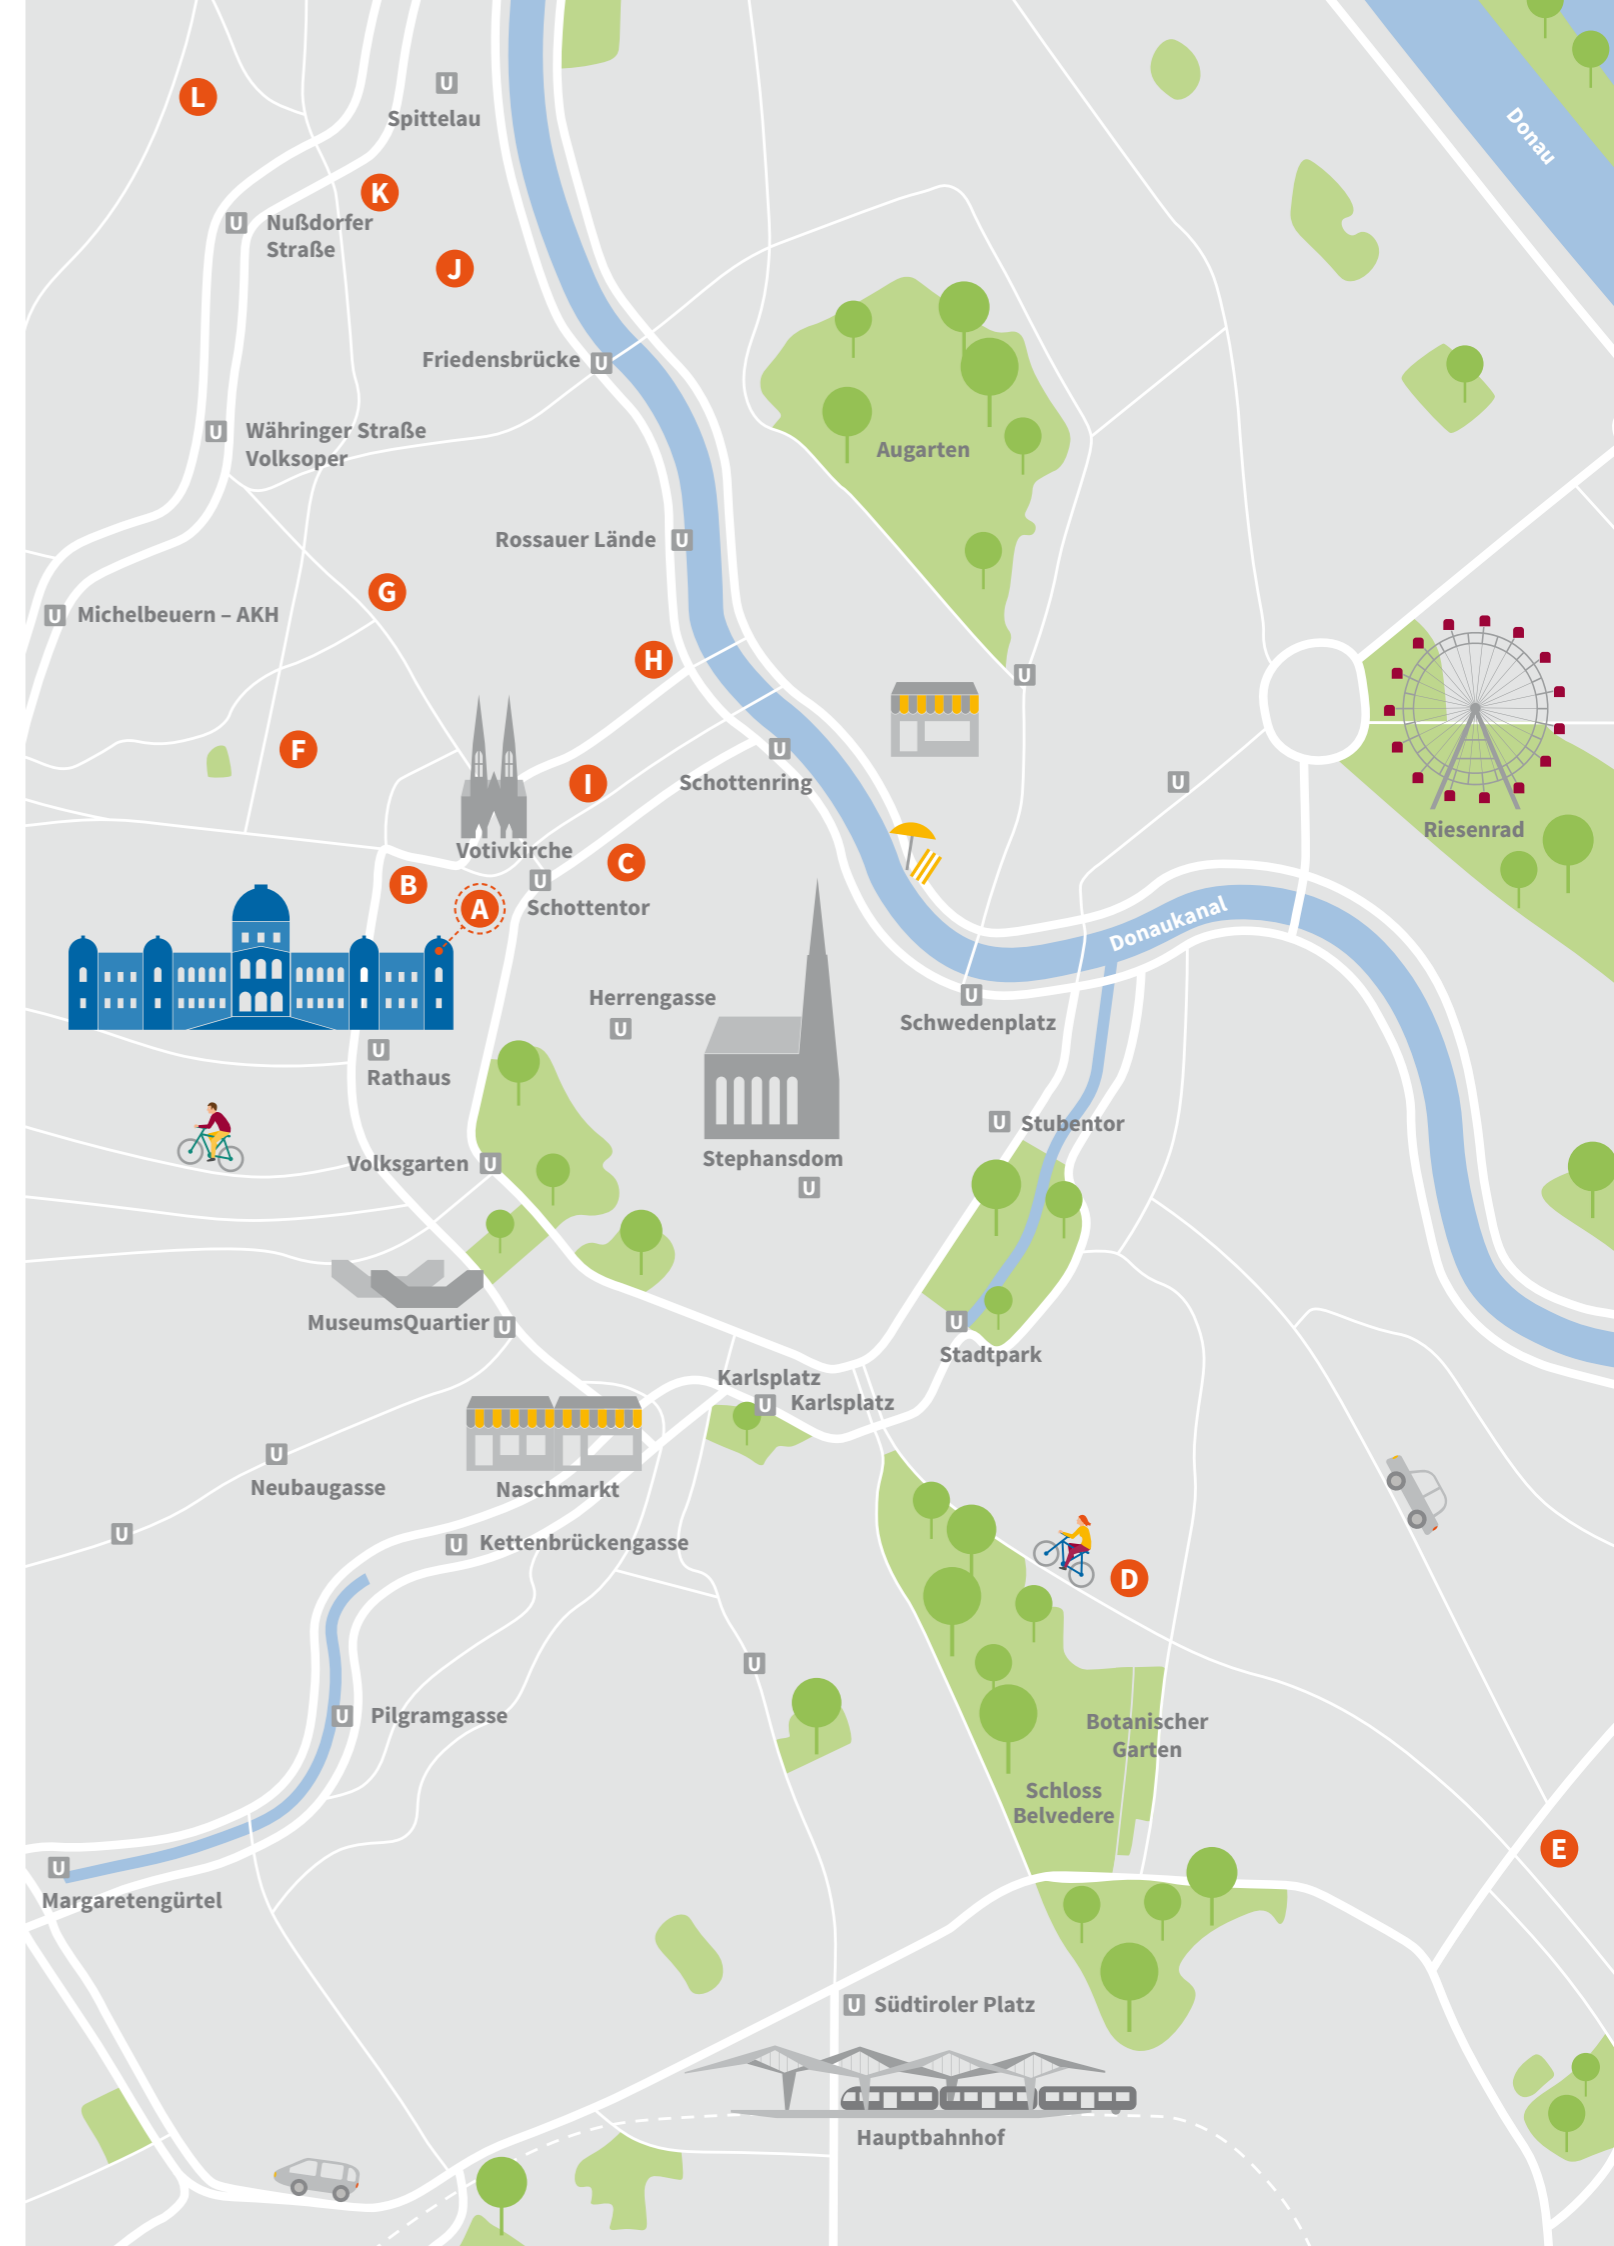 Donau
L
U
Spittelau
K
U
Nußdorfer
Straße
J
Friedensbrücke
U
U
Währinger Straße
Volksoper
Augarten
Rossauer Lände
U
G
U
Michelbeuern – AKH
H
U
F
I
U
Schottenring
U
Riesenrad
Votivkirche
C
B
U
A
Schottentor
Donaukanal
Herrengasse
U
U
Schwedenplatz
U
Rathaus
U
Stubentor
Volksgarten
U
Stephansdom
U
MuseumsQuartier
U
U
Stadtpark
Karlsplatz
U
Karlsplatz
U
Neubaugasse
Naschmarkt
U
U
Kettenbrückengasse
D
U
U
Pilgramgasse
Botanischer
Garten
Schloss
Belvedere
E
U
Margaretengürtel
U
Südtiroler Platz
Hauptbahnhof